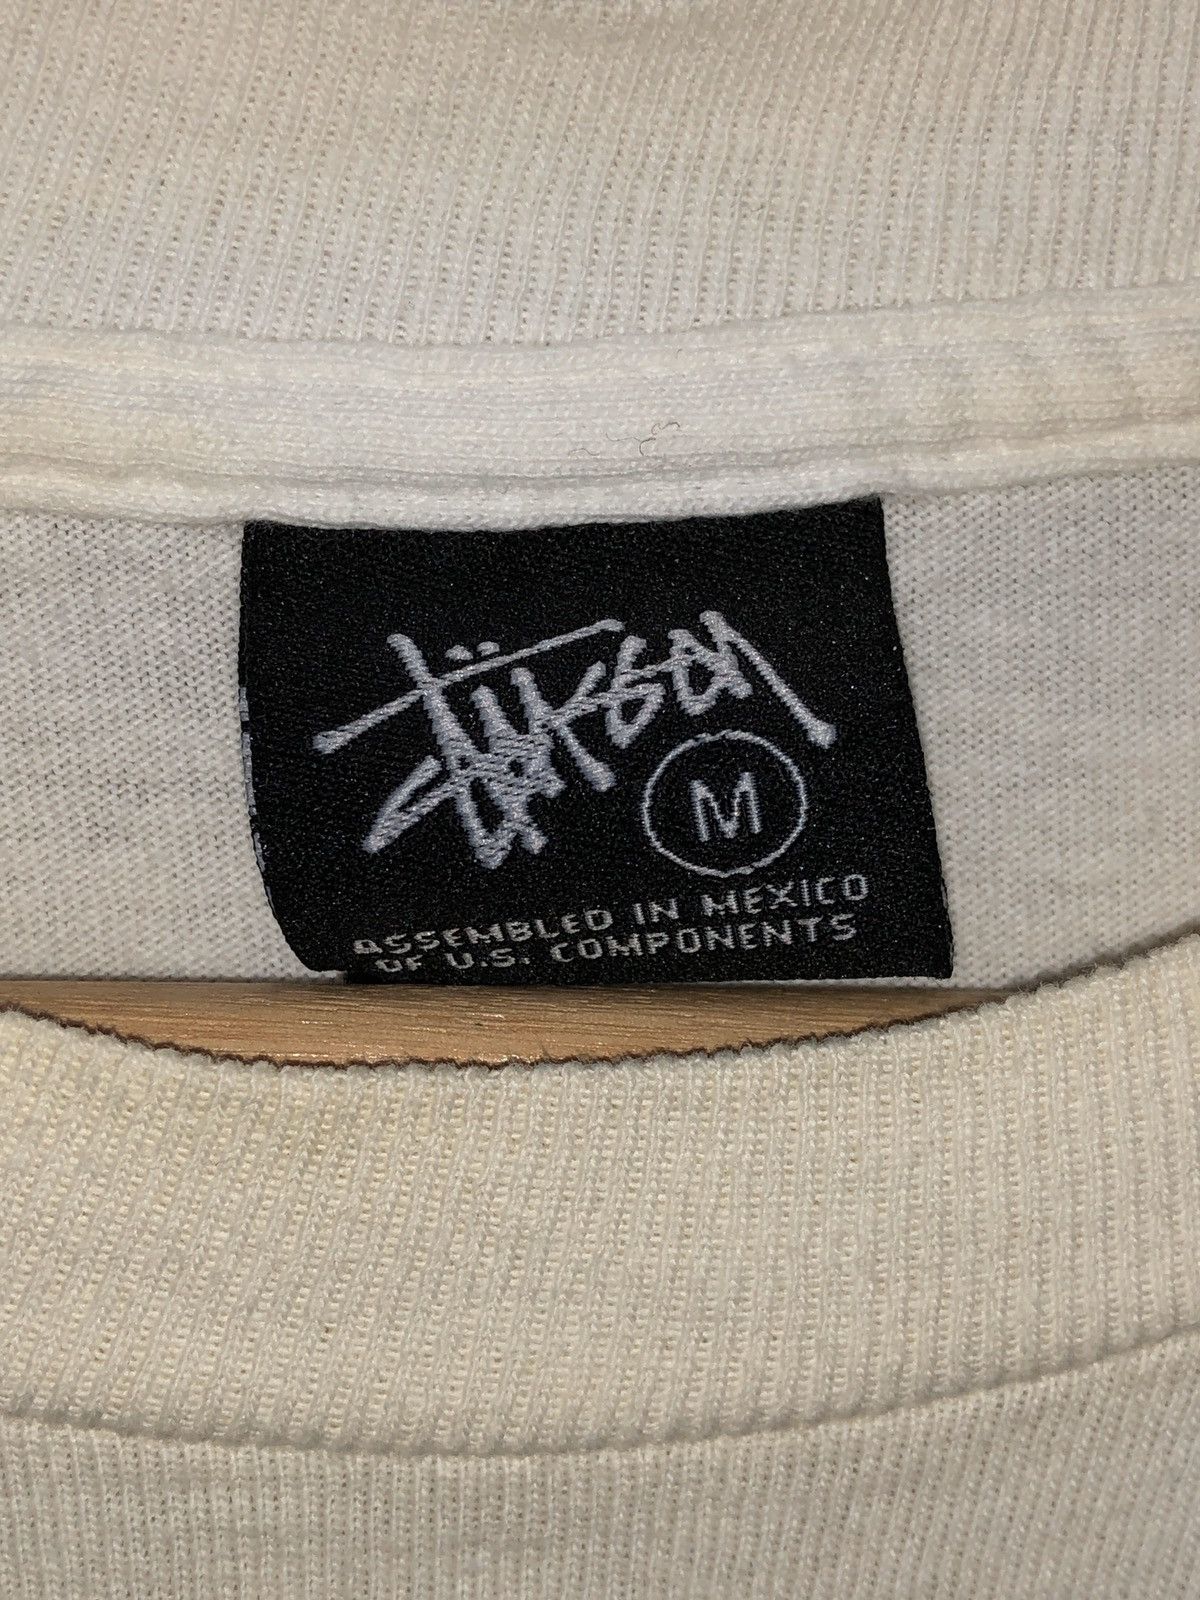 Stüssy
M
ASSEMBLED IN MEXICO
OF U.S. COMPONENTS